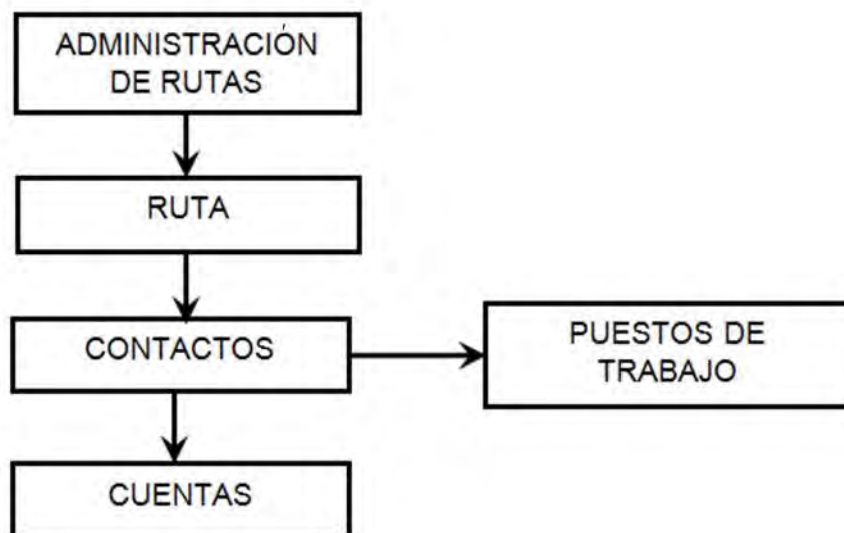 ADMINISTRACIÓN
DE RUTAS
RUTA
CONTACTOS
PUESTOS DE
TRABAJO
CUENTAS